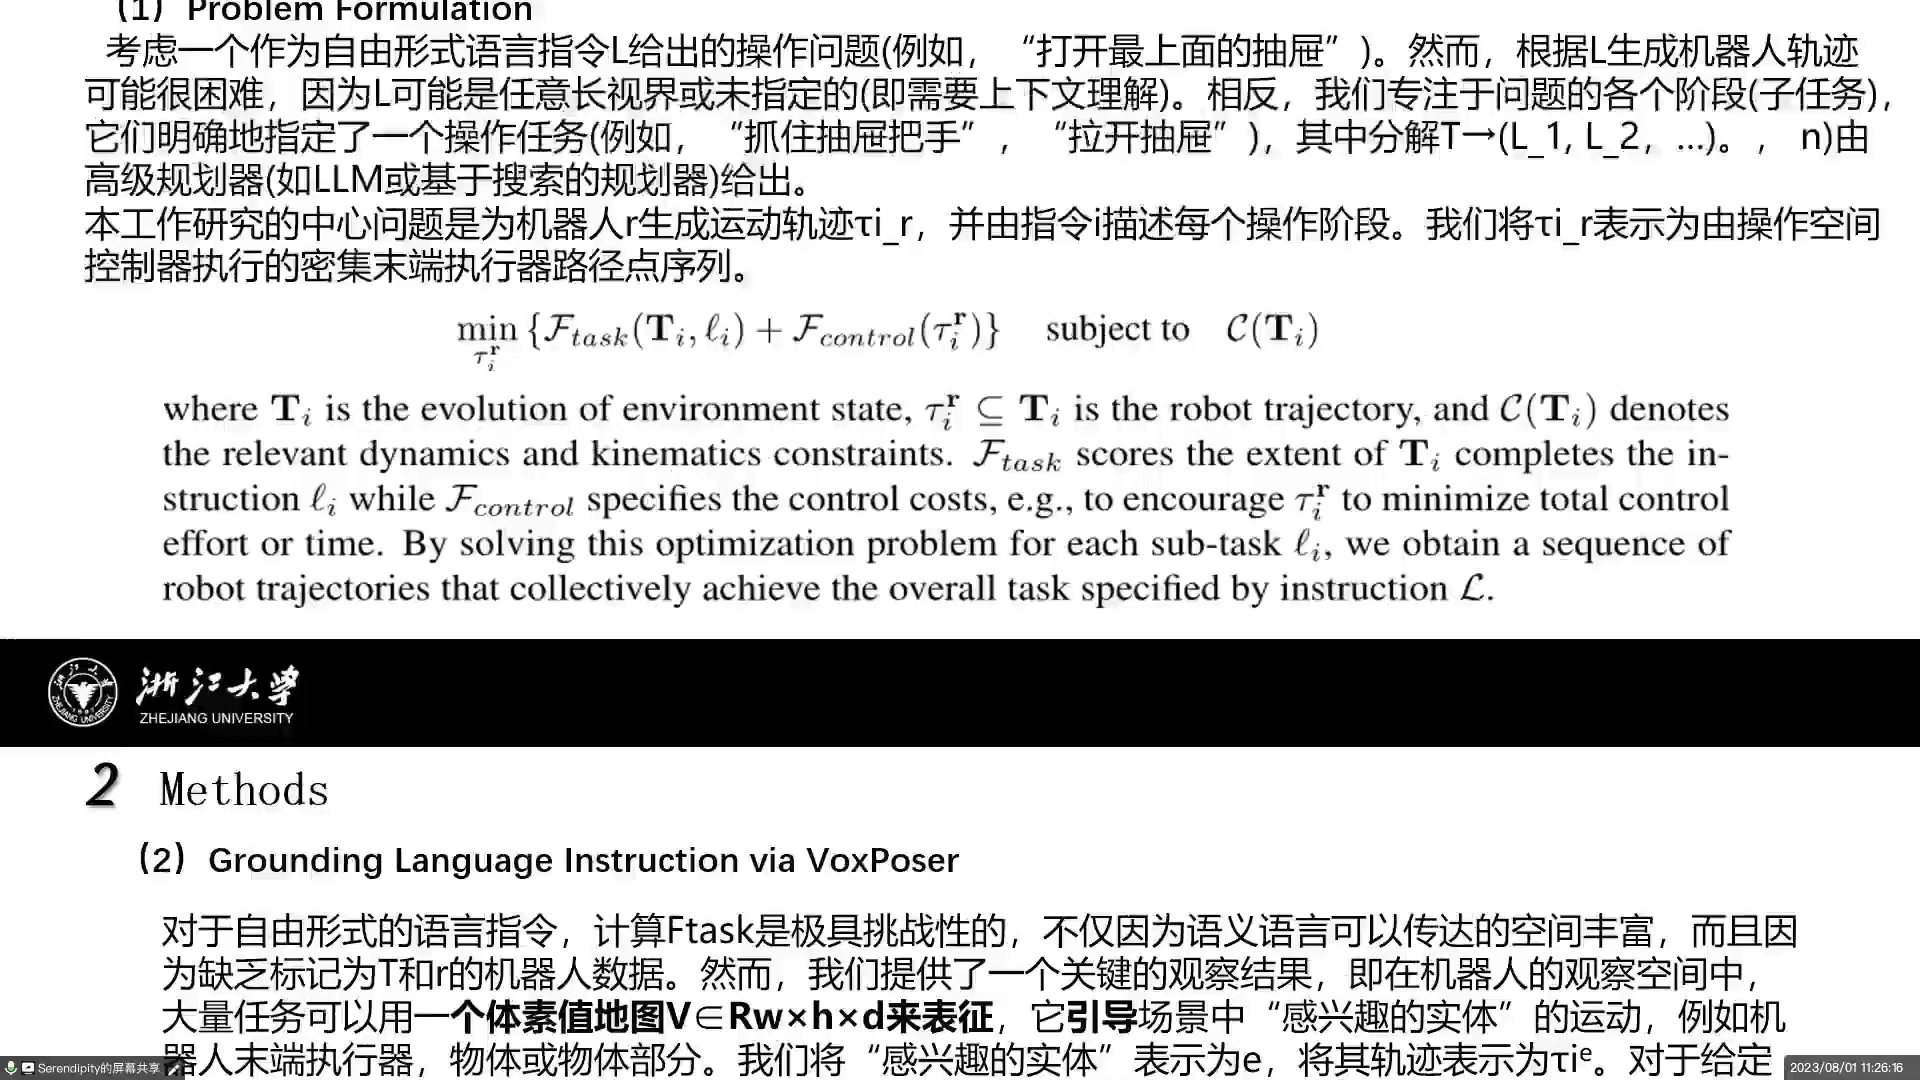 （1）Problem Formulation
考虑一个作为自由形式语言指令L给出的操作问题(例如，“打开最上面的抽屉”)。然而，根据L生成机器人轨迹
可能很困难，因为L可能是任意长视界或未指定的(即需要上下文理解)。相反，我们专注于问题的各个阶段(子任务)，
它们明确地指定了一个操作任务(例如，“抓住抽屉把手”，“拉开抽屉”)，其中分解T→(L_1, L_2，…)。， n)由
高级规划器(如LLM或基于搜索的规划器)给出。
本工作研究的中心问题是为机器人r生成运动轨迹τi_r，并由指令i描述每个操作阶段。我们将τi_r表示为由操作空间
控制器执行的密集末端执行器路径点序列。
min_{τ_i^r} {F_task(T_i, ℓ_i) + F_control(τ_i^r)} subject to C(T_i)
where T_i is the evolution of environment state, τ_i^r ⊆ T_i is the robot trajectory, and C(T_i) denotes
the relevant dynamics and kinematics constraints. F_task scores the extent of T_i completes the in-
struction ℓ_i while F_control specifies the control costs, e.g., to encourage τ_i^r to minimize total control
effort or time. By solving this optimization problem for each sub-task ℓ_i, we obtain a sequence of
robot trajectories that collectively achieve the overall task specified by instruction L.
浙江大学
ZHEJIANG UNIVERSITY
2 Methods
（2）Grounding Language Instruction via VoxPoser
对于自由形式的语言指令，计算Ftask是极具挑战性的，不仅因为语义语言可以传达的空间丰富，而且因
为缺乏标记为T和r的机器人数据。然而，我们提供了一个关键的观察结果，即在机器人的观察空间中，
大量任务可以用一个体素值地图V∈Rw×h×d来表征，它引导场景中“感兴趣的实体”的运动，例如机
器人末端执行器，物体或物体部分。我们将“感兴趣的实体”表示为e，将其轨迹表示为τiᵉ。对于给定
Serendipity的屏幕共享
2023/08/01 11:26:16